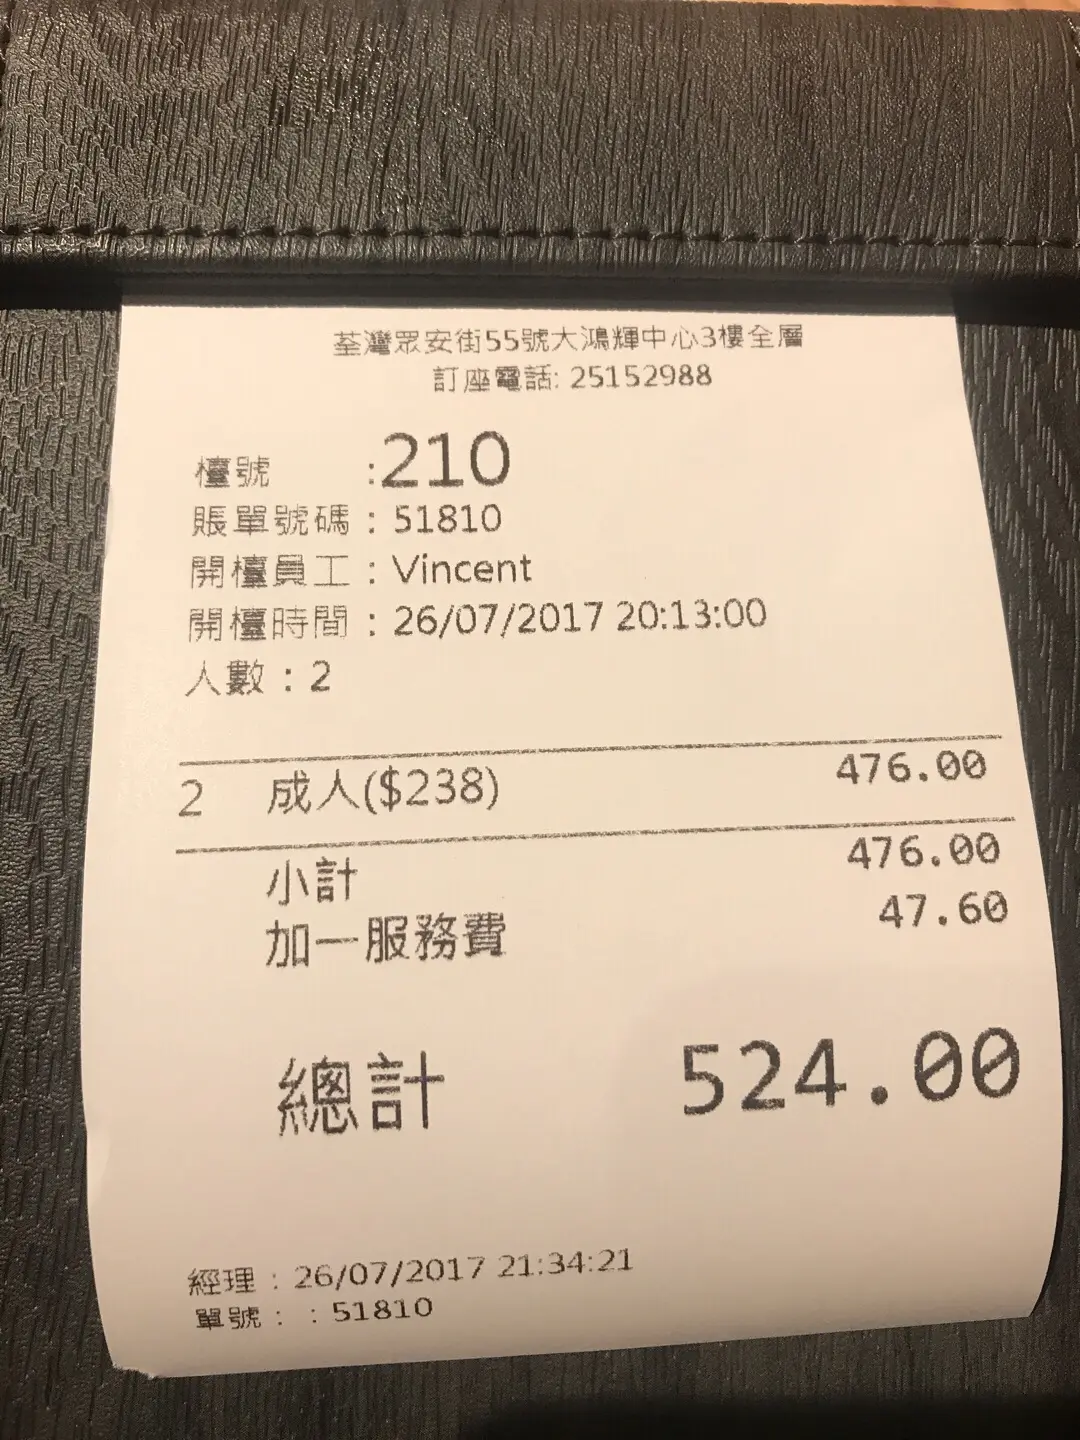 荃灣眾安街55號大鴻輝中心3樓全層
訂座電話: 25152988
檯號 :210
賬單號碼 : 51810
開檯員工 : Vincent
開檯時間 : 26/07/2017 20:13:00
人數 : 2
2 成人($238) 476.00
小計 476.00
加一服務費 47.60
總計 524.00
經理 : 26/07/2017 21:34:21
單號 : : 51810